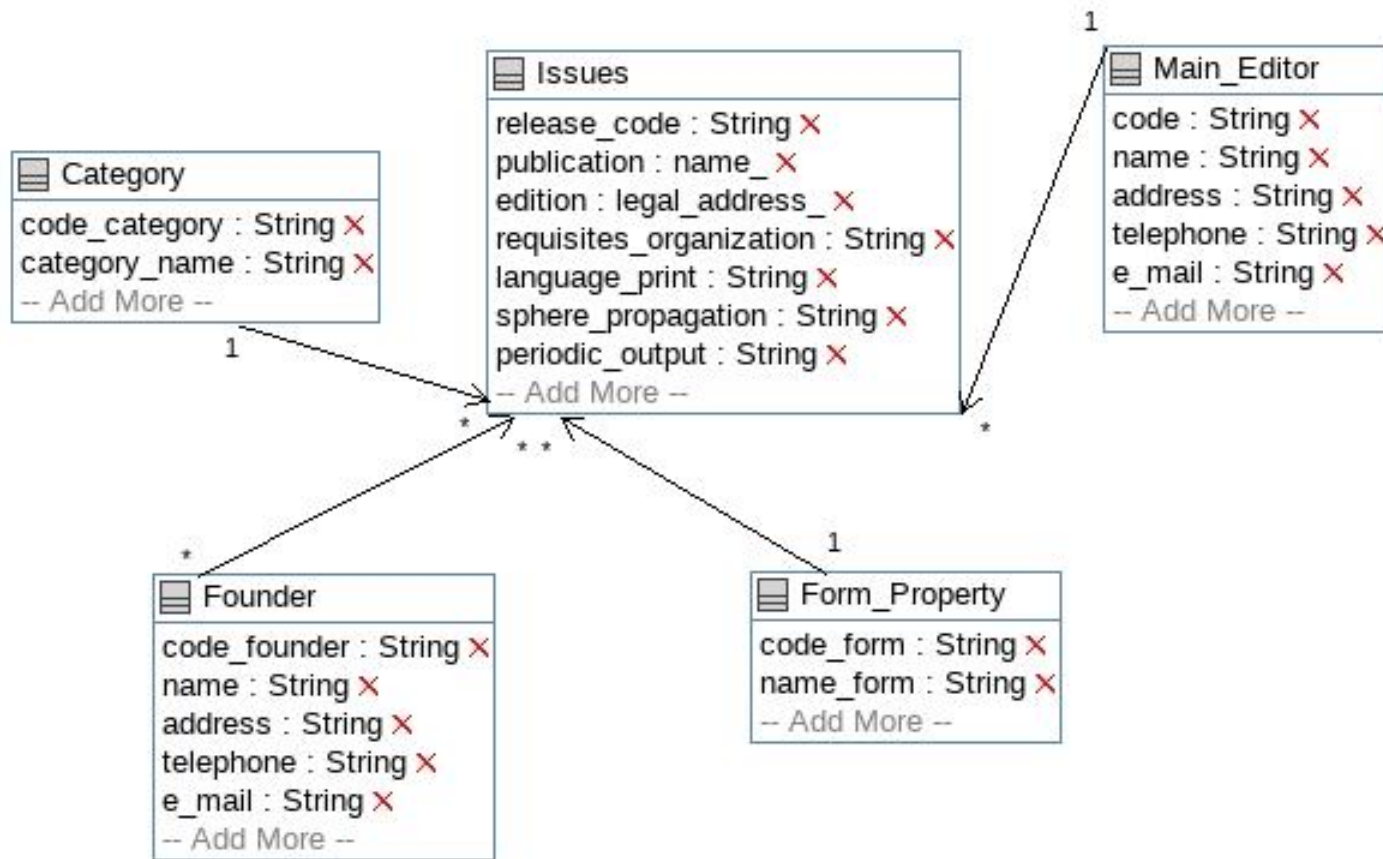 1
Issues
release_code : String
publication : name_
edition : legal_address_
requisites_organization : String
language_print : String
sphere_propagation : String
periodic_output : String
-- Add More --
Main_Editor
code : String
name : String
address : String
telephone : String
e_mail : String
-- Add More --
Category
code_category : String
category_name : String
-- Add More --
1
*
* *
*
*
1
Founder
code_founder : String
name : String
address : String
telephone : String
e_mail : String
-- Add More --
Form_Property
code_form : String
name_form : String
-- Add More --